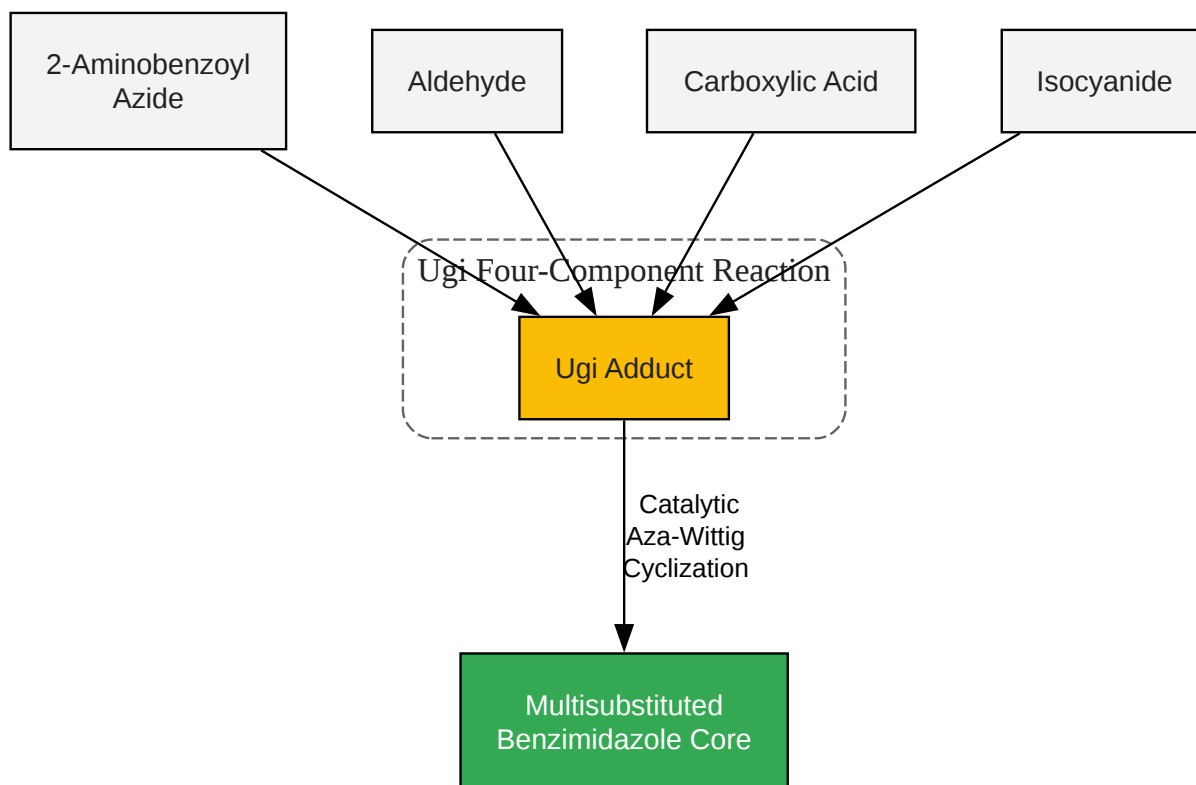 2-Aminobenzoyl
Azide
Aldehyde
Carboxylic Acid
Isocyanide
Ugi Four-Component Reaction
Ugi Adduct
Catalytic
Aza-Wittig
Cyclization
Multisubstituted
Benzimidazole Core